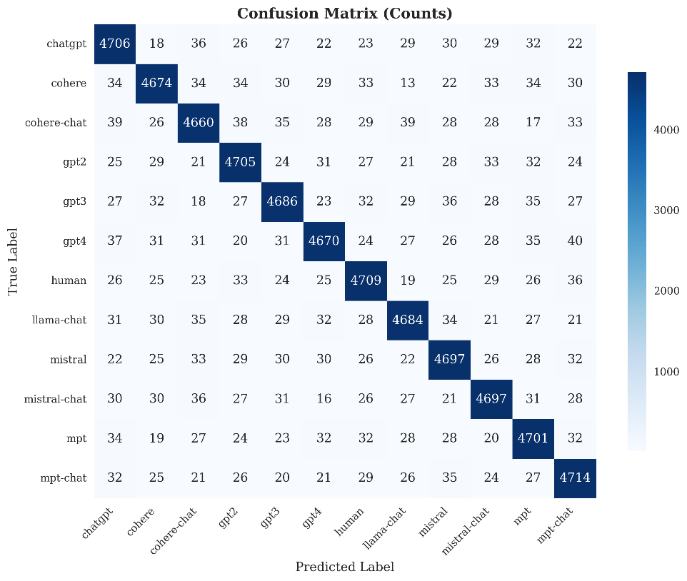 Confusion Matrix (Counts)
chatgpt 4706 18 36 26 27 22 23 29 30 29 32 22
cohere 34 4674 34 34 30 29 33 13 22 33 34 30
cohere-chat 39 26 4660 38 35 28 29 39 28 28 17 33
gpt2 25 29 21 4705 24 31 27 21 28 33 32 24
gpt3 27 32 18 27 4686 23 32 29 36 28 35 27
gpt4 37 31 31 20 31 4670 24 27 26 28 35 40
human 26 25 23 33 24 25 4709 19 25 29 26 36
llama-chat 31 30 35 28 29 32 28 4684 34 21 27 21
mistral 22 25 33 29 30 30 26 22 4697 26 28 32
mistral-chat 30 30 36 27 31 16 26 27 21 4697 31 28
mpt 34 19 27 24 23 32 32 28 28 20 4701 32
mpt-chat 32 25 21 26 20 21 29 26 35 24 27 4714
chatgpt cohere cohere-chat gpt2 gpt3 gpt4 human llama-chat mistral mistral-chat mpt mpt-chat
Predicted Label
True Label
4000
3000
2000
1000